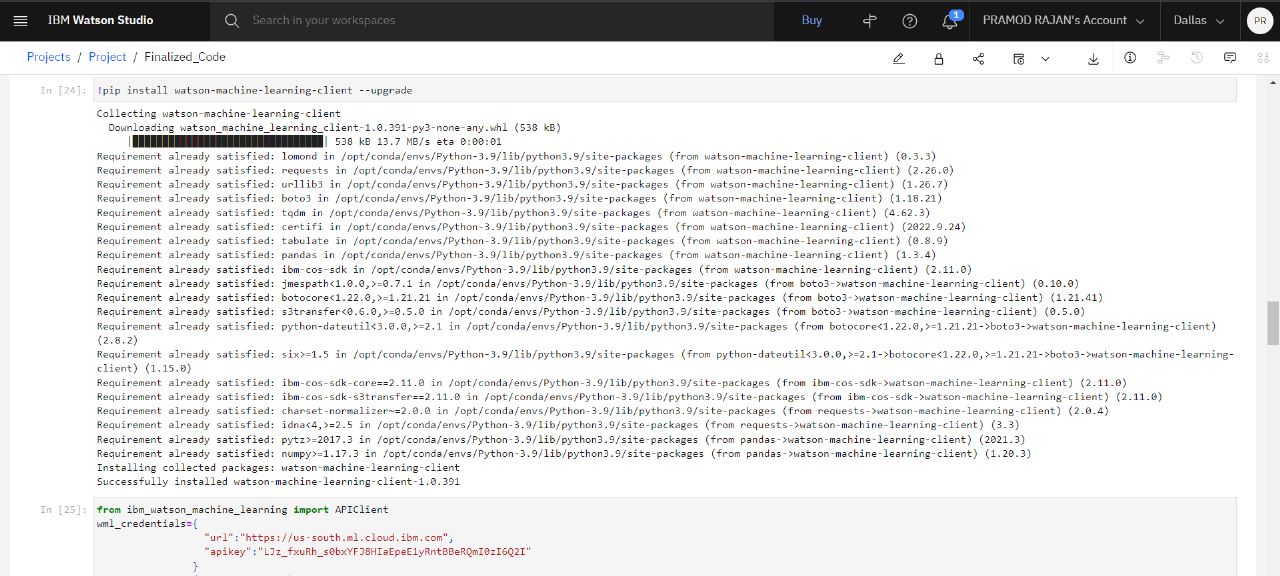 IBM Watson Studio
Search in your workspaces
Buy
1
PRAMOD RAJAN's Account
Dallas
PR
Projects / Project / Finalized_Code
In [24]: !pip install watson-machine-learning-client --upgrade
Collecting watson-machine-learning-client
Downloading watson_machine_learning_client-1.0.391-py3-none-any.whl (538 kB)
|████████████████████████████████| 538 kB 13.7 MB/s eta 0:00:01
Requirement already satisfied: lomond in /opt/conda/envs/Python-3.9/lib/python3.9/site-packages (from watson-machine-learning-client) (0.3.3)
Requirement already satisfied: requests in /opt/conda/envs/Python-3.9/lib/python3.9/site-packages (from watson-machine-learning-client) (2.26.0)
Requirement already satisfied: urllib3 in /opt/conda/envs/Python-3.9/lib/python3.9/site-packages (from watson-machine-learning-client) (1.26.7)
Requirement already satisfied: boto3 in /opt/conda/envs/Python-3.9/lib/python3.9/site-packages (from watson-machine-learning-client) (1.18.21)
Requirement already satisfied: tqdm in /opt/conda/envs/Python-3.9/lib/python3.9/site-packages (from watson-machine-learning-client) (4.62.3)
Requirement already satisfied: certifi in /opt/conda/envs/Python-3.9/lib/python3.9/site-packages (from watson-machine-learning-client) (2022.9.24)
Requirement already satisfied: tabulate in /opt/conda/envs/Python-3.9/lib/python3.9/site-packages (from watson-machine-learning-client) (0.8.9)
Requirement already satisfied: pandas in /opt/conda/envs/Python-3.9/lib/python3.9/site-packages (from watson-machine-learning-client) (1.3.4)
Requirement already satisfied: ibm-cos-sdk in /opt/conda/envs/Python-3.9/lib/python3.9/site-packages (from watson-machine-learning-client) (2.11.0)
Requirement already satisfied: jmespath<1.0.0,>=0.7.1 in /opt/conda/envs/Python-3.9/lib/python3.9/site-packages (from boto3->watson-machine-learning-client) (0.10.0)
Requirement already satisfied: botocore<1.22.0,>=1.21.21 in /opt/conda/envs/Python-3.9/lib/python3.9/site-packages (from boto3->watson-machine-learning-client) (1.21.41)
Requirement already satisfied: s3transfer<0.6.0,>=0.5.0 in /opt/conda/envs/Python-3.9/lib/python3.9/site-packages (from boto3->watson-machine-learning-client) (0.5.0)
Requirement already satisfied: python-dateutil<3.0.0,>=2.1 in /opt/conda/envs/Python-3.9/lib/python3.9/site-packages (from botocore<1.22.0,>=1.21.21->boto3->watson-machine-learning-client)
(2.8.2)
Requirement already satisfied: six>=1.5 in /opt/conda/envs/Python-3.9/lib/python3.9/site-packages (from python-dateutil<3.0.0,>=2.1->botocore<1.22.0,>=1.21.21->boto3->watson-machine-learning-
client) (1.15.0)
Requirement already satisfied: ibm-cos-sdk-core==2.11.0 in /opt/conda/envs/Python-3.9/lib/python3.9/site-packages (from ibm-cos-sdk->watson-machine-learning-client) (2.11.0)
Requirement already satisfied: ibm-cos-sdk-s3transfer==2.11.0 in /opt/conda/envs/Python-3.9/lib/python3.9/site-packages (from ibm-cos-sdk->watson-machine-learning-client) (2.11.0)
Requirement already satisfied: charset-normalizer~=2.0.0 in /opt/conda/envs/Python-3.9/lib/python3.9/site-packages (from requests->watson-machine-learning-client) (2.0.4)
Requirement already satisfied: idna<4,>=2.5 in /opt/conda/envs/Python-3.9/lib/python3.9/site-packages (from requests->watson-machine-learning-client) (3.3)
Requirement already satisfied: pytz>=2017.3 in /opt/conda/envs/Python-3.9/lib/python3.9/site-packages (from pandas->watson-machine-learning-client) (2021.3)
Requirement already satisfied: numpy>=1.17.3 in /opt/conda/envs/Python-3.9/lib/python3.9/site-packages (from pandas->watson-machine-learning-client) (1.20.3)
Installing collected packages: watson-machine-learning-client
Successfully installed watson-machine-learning-client-1.0.391
In [25]: from ibm_watson_machine_learning import APIClient
wml_credentials={
"url":"https://us-south.ml.cloud.ibm.com",
"apikey":
}